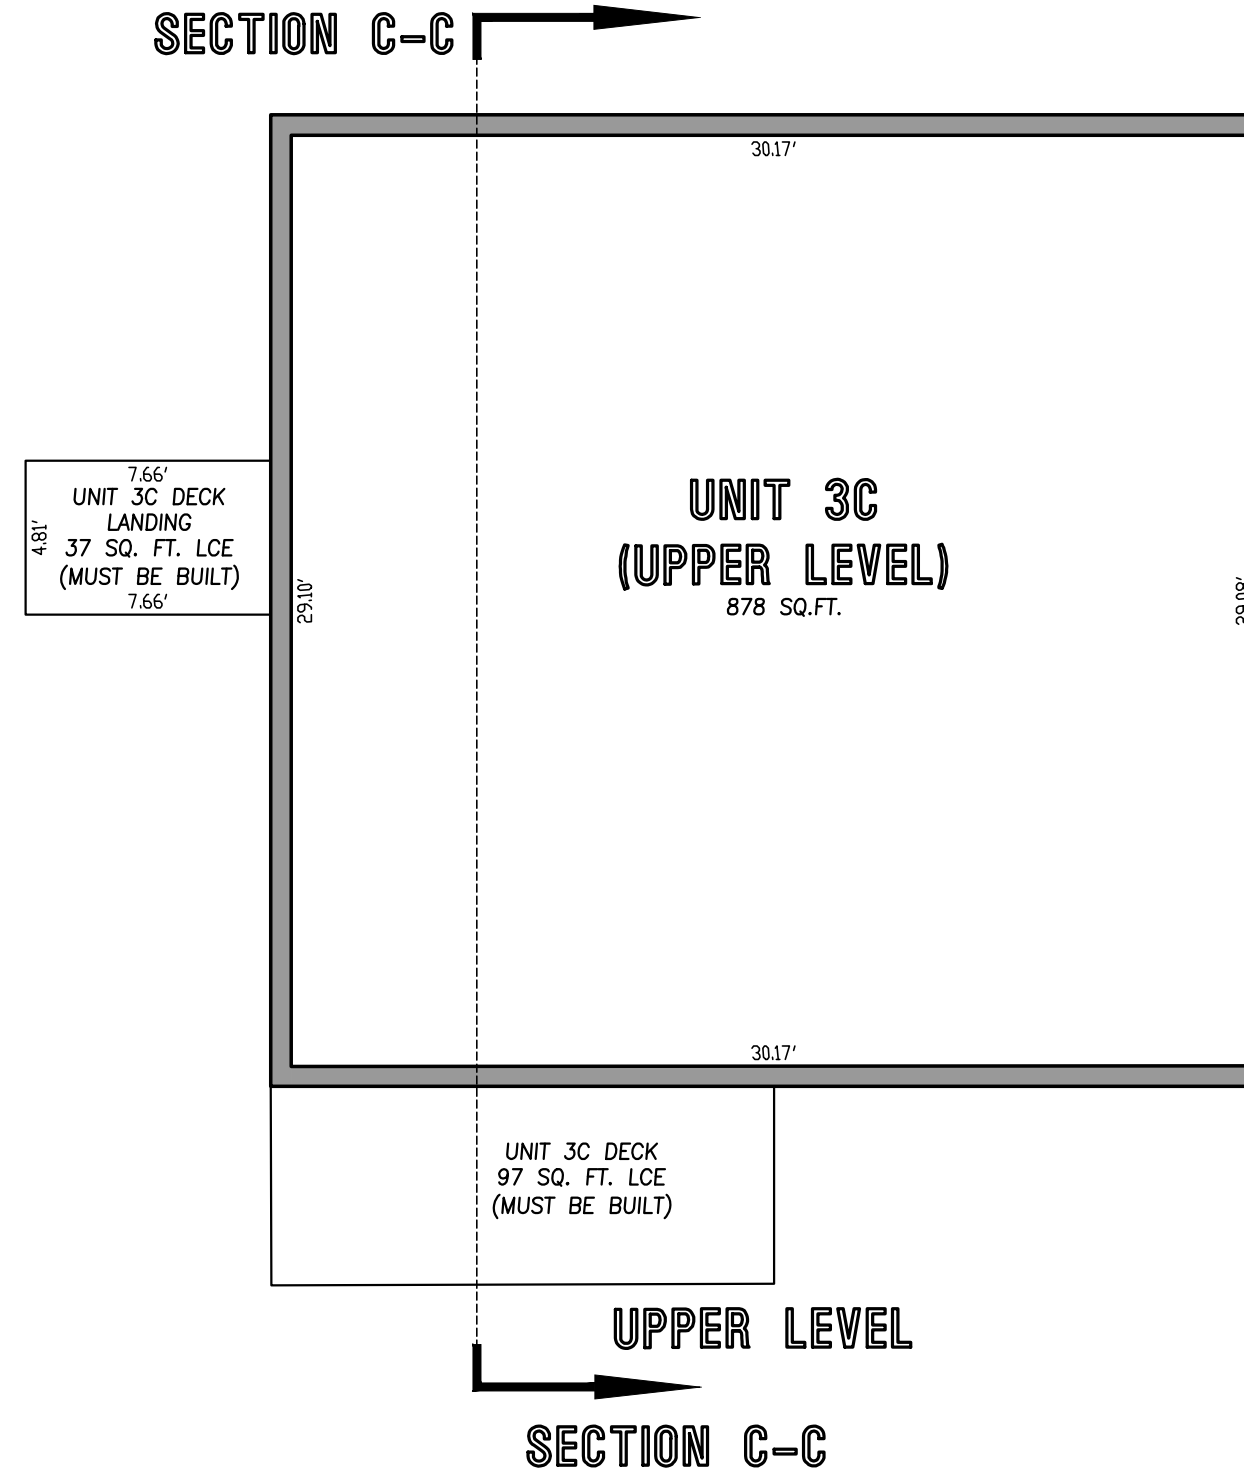 SECTION C-C
30.17'
7.66'
UNIT 3C DECK
LANDING
37 SQ. FT. LCE
(MUST BE BUILT)
7.66'
4.81'
29.10'
UNIT 3C
(UPPER LEVEL)
878 SQ.FT.
30.17'
UNIT 3C DECK
97 SQ. FT. LCE
(MUST BE BUILT)
UPPER LEVEL
SECTION C-C